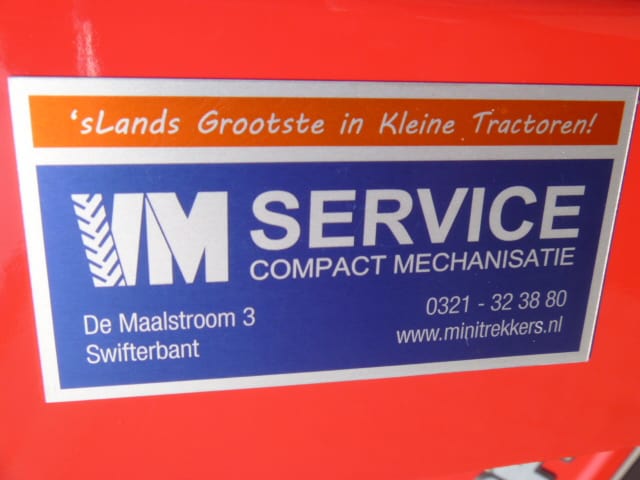 'sLands Grootste in Kleine Tractoren!
VM SERVICE
COMPACT MECHANISATIE
De Maalstroom 3
Swifterbant
0321 - 32 38 80
www.minitrekkers.nl